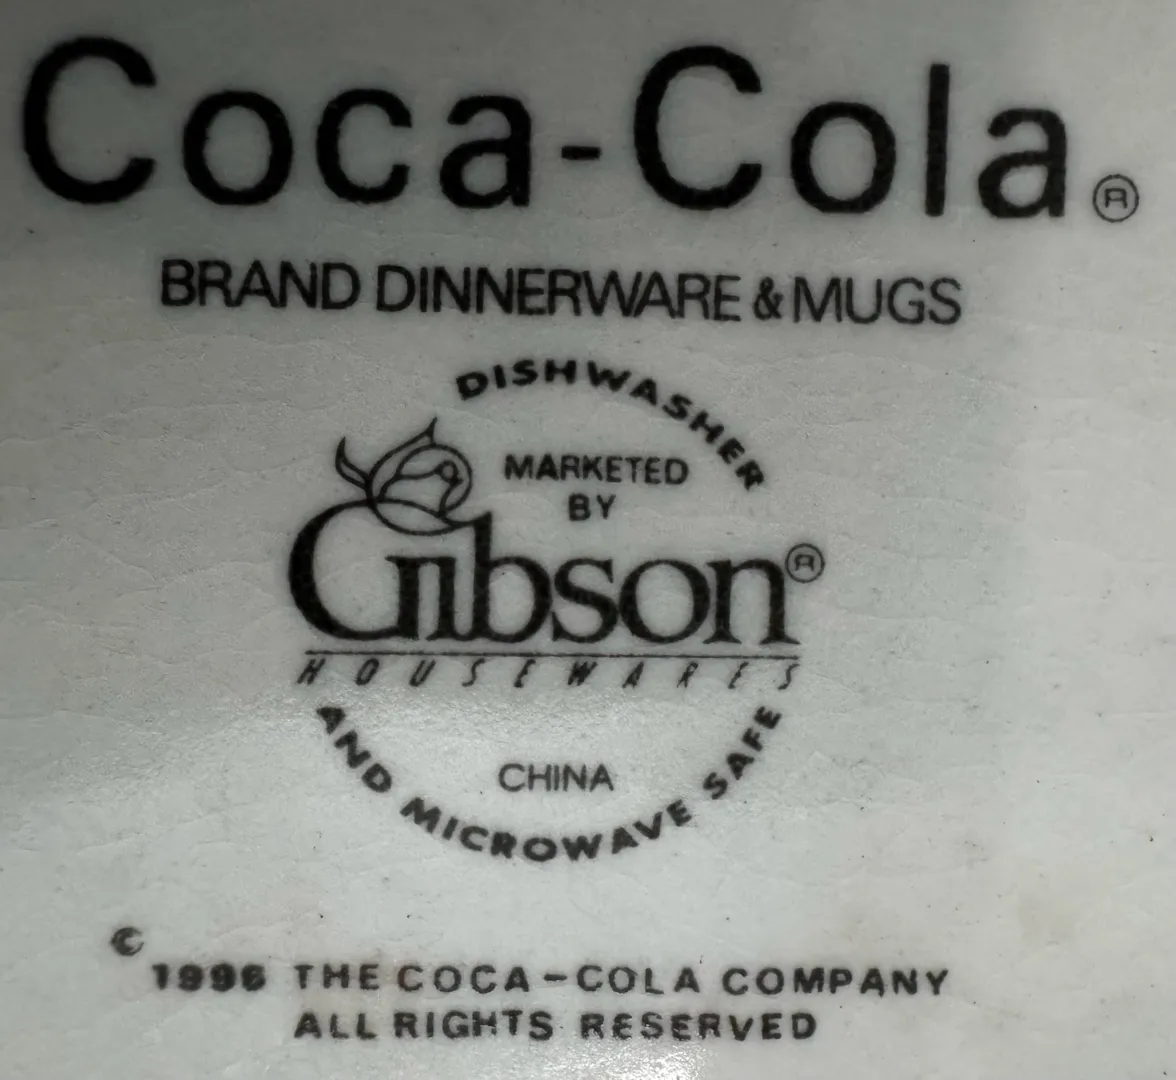 Coca-Cola®
BRAND DINNERWARE & MUGS
DISHWASHER
MARKETED
BY
Gibson®
HOUSEWARES
CHINA
AND MICROWAVE SAFE
©
1996 THE COCA-COLA COMPANY
ALL RIGHTS RESERVED